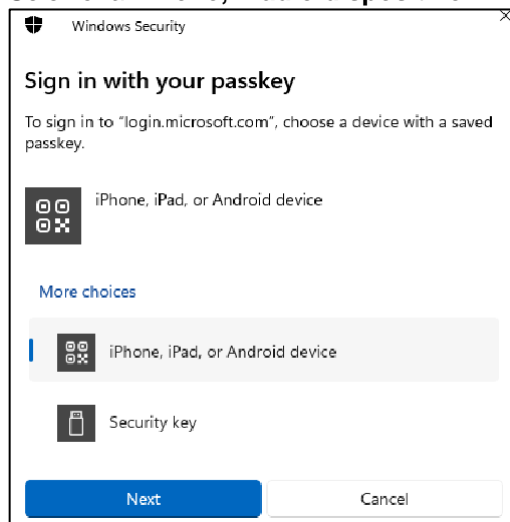 Windows Security
Sign in with your passkey
To sign in to "login.microsoft.com", choose a device with a saved
passkey.
iPhone, iPad, or Android device
More choices
iPhone, iPad, or Android device
Security key
Next
Cancel